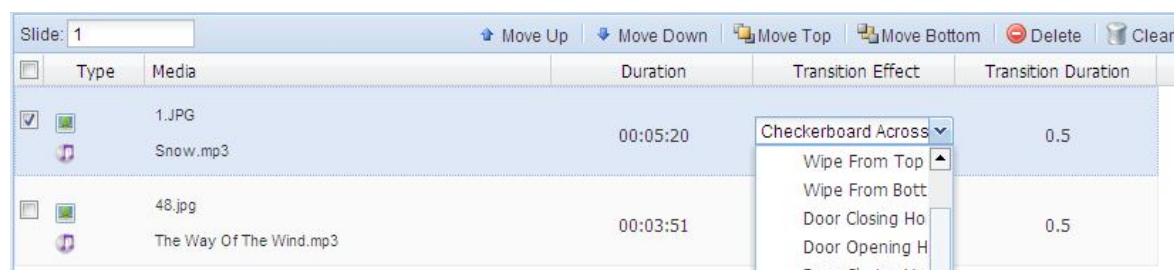 Slide: 1 Move Up Move Down Move Top Move Bottom Delete Clear
Type Media Duration Transition Effect Transition Duration
1.JPG
00:05:20 Checkerboard Across 0.5
Snow.mp3
Wipe From Top
Wipe From Bott
48.jpg
Door Closing Ho
00:03:51 0.5
The Way Of The Wind.mp3
Door Opening H